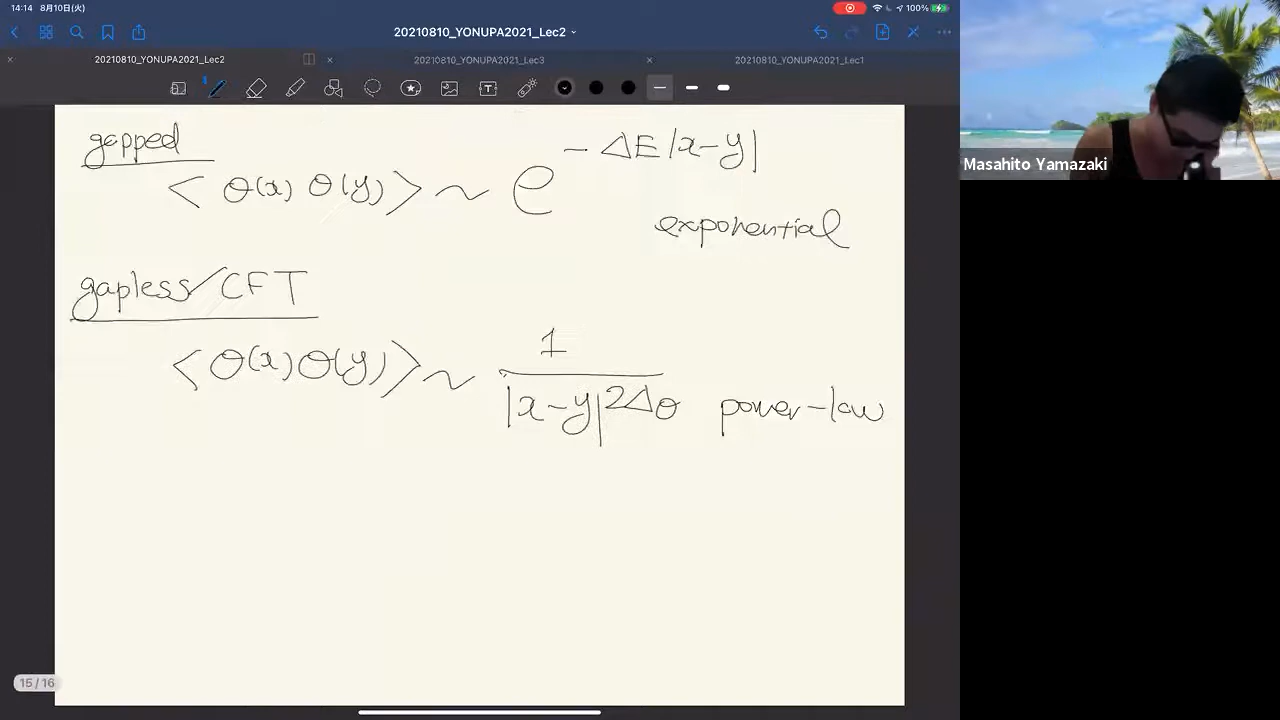 14:14 8月10日(火)
100%
20210810_YONUPA2021_Lec2
20210810_YONUPA2021_Lec2
20210810_YONUPA2021_Lec3
20210810_YONUPA2021_Lec1
Masahito Yamazaki
gapped
< O(x) O(y) > ~ e^{- ΔE |x-y|}
exponential
gapless/CFT
< O(x) O(y) > ~ 1 / |x-y|^{2Δ_O} power-law
15/16